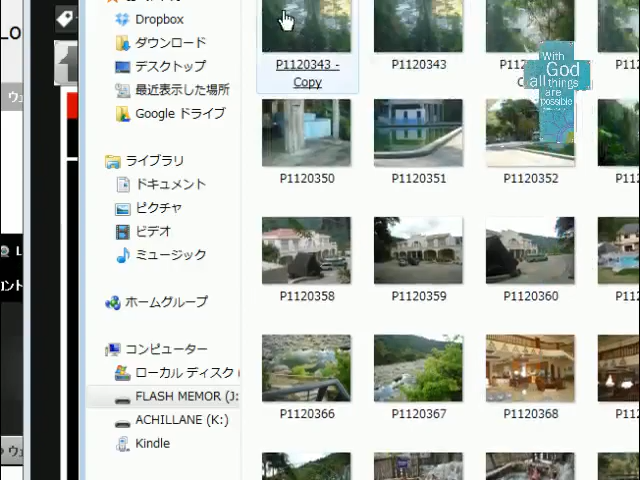 Dropbox
ダウンロード
デスクトップ
最近表示した場所
Google ドライブ
ライブラリ
ドキュメント
ピクチャ
ビデオ
ミュージック
ホームグループ
コンピューター
ローカル ディスク
FLASH MEMOR (J:
ACHILLANE (K:)
Kindle
P1120343 -
Copy
P1120343
With
God
all things
are
possible
P1120350
P1120351
P1120352
P1120358
P1120359
P1120360
P1120366
P1120367
P1120368